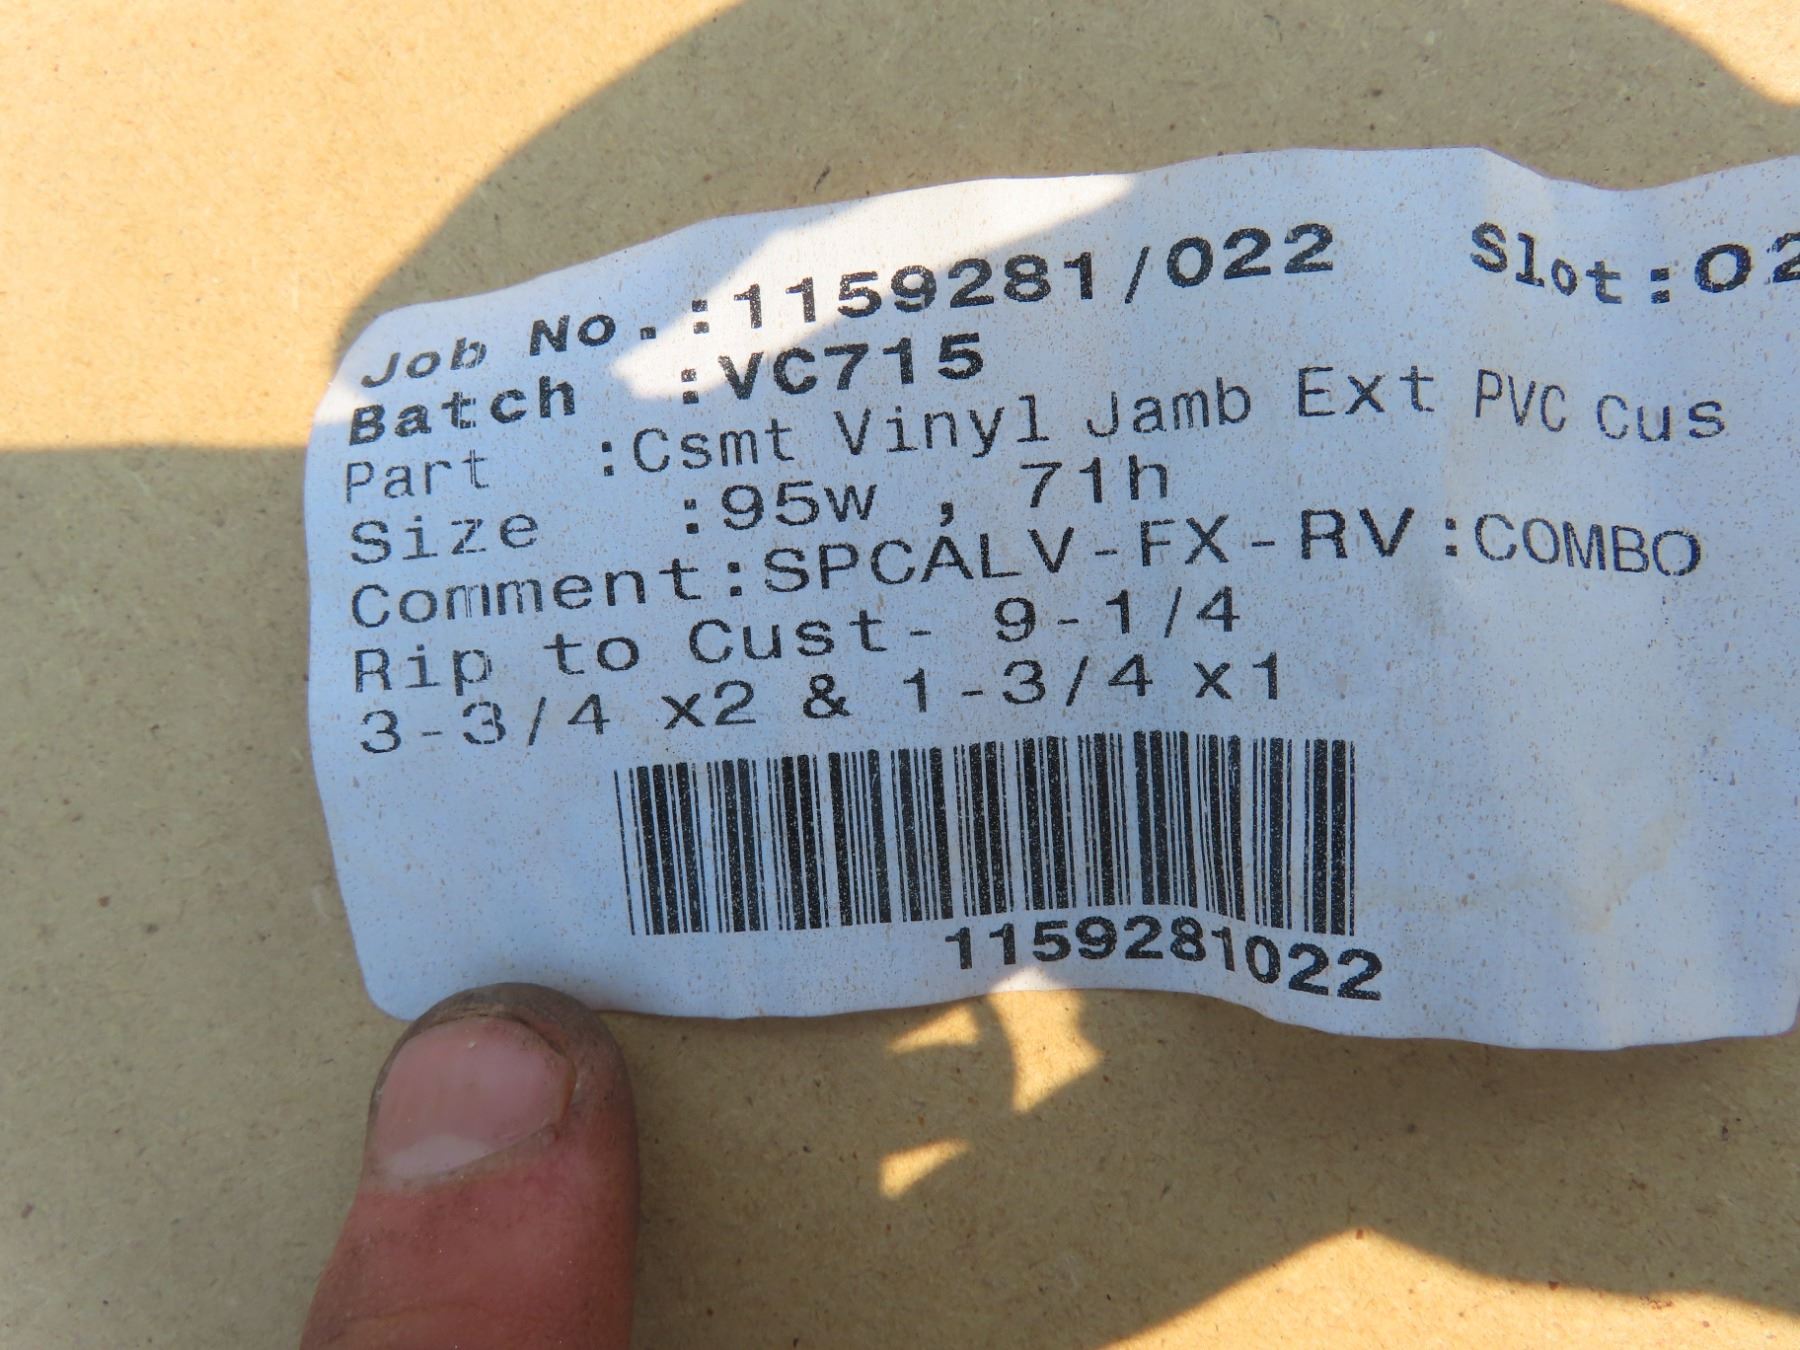 Job No.:1159281/022 Slot:02
Batch :VC715
Part :Csmt Vinyl Jamb Ext PVC Cus
Size :95w , 71h
Comment:SPCALV-FX-RV:COMBO
Rip to Cust- 9-1/4
3-3/4 x2 & 1-3/4 x1
1159281022